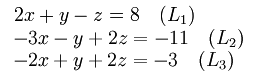 2x + y − z = 8 (L₁)
−3x − y + 2z = −11 (L₂)
−2x + y + 2z = −3 (L₃)